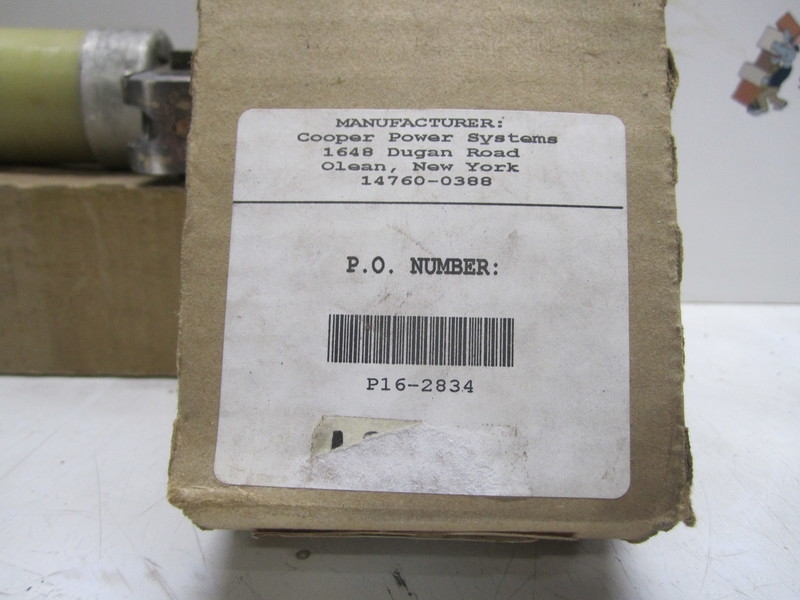 MANUFACTURER:
Cooper Power Systems
1648 Dugan Road
Olean, New York
14760-0388
P.O. NUMBER:
P16-2834